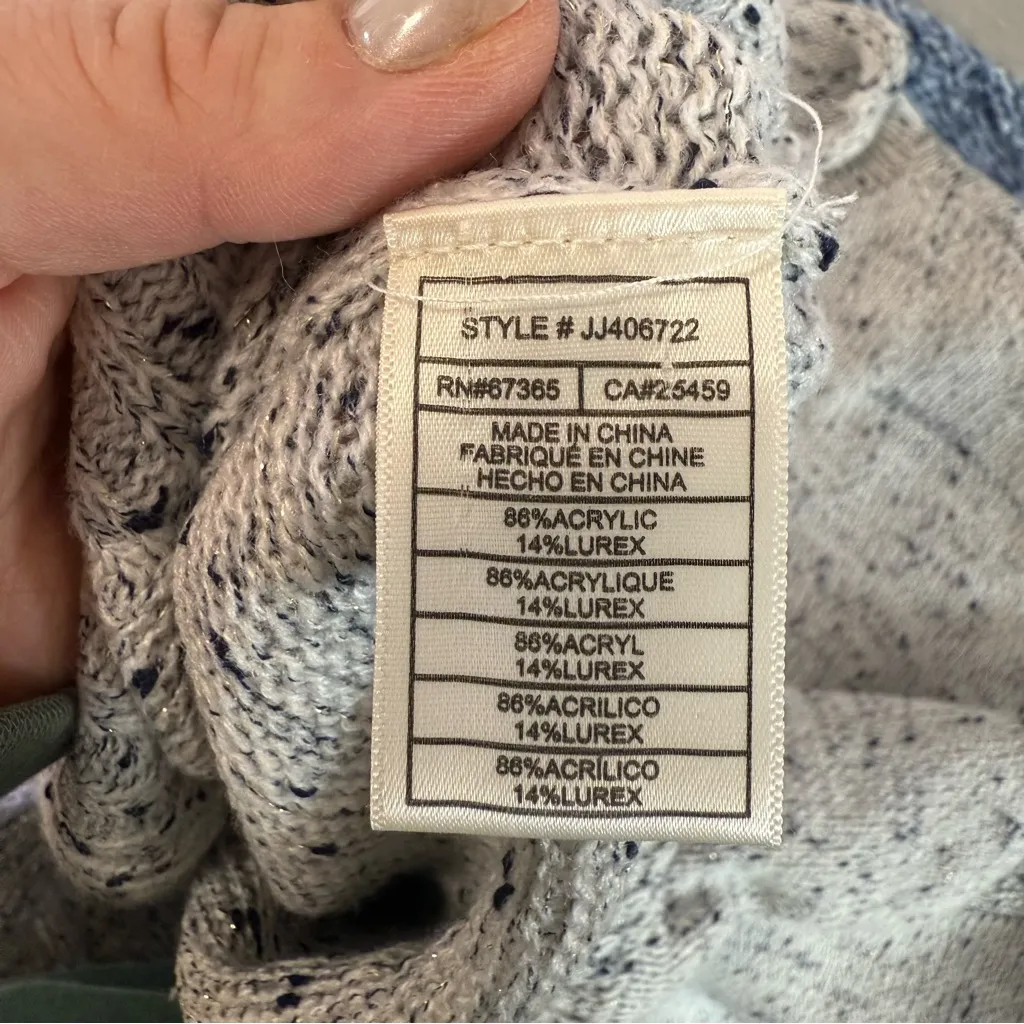 STYLE # JJ406722
RN#67365 CA#25459
MADE IN CHINA
FABRIQUÉ EN CHINE
HECHO EN CHINA
86%ACRYLIC
14%LUREX
86%ACRYLIQUE
14%LUREX
86%ACRYL
14%LUREX
86%ACRILICO
14%LUREX
86%ACRÍLICO
14%LUREX